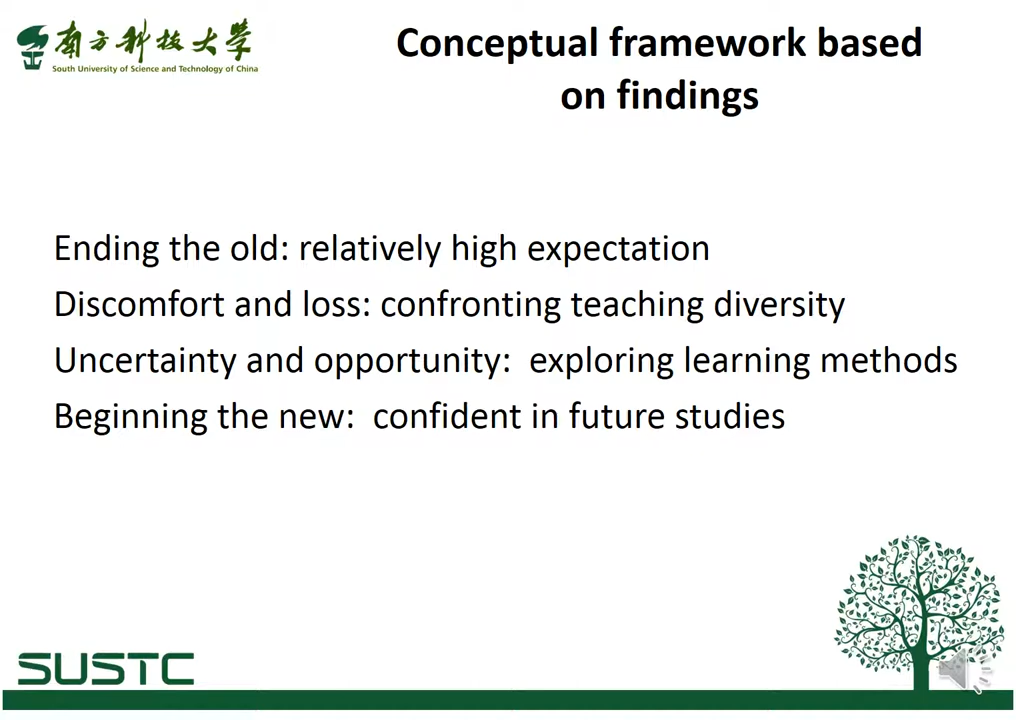 南方科技大学
South University of Science and Technology of China
Conceptual framework based
on findings
Ending the old: relatively high expectation
Discomfort and loss: confronting teaching diversity
Uncertainty and opportunity:  exploring learning methods
Beginning the new:  confident in future studies
SUSTC